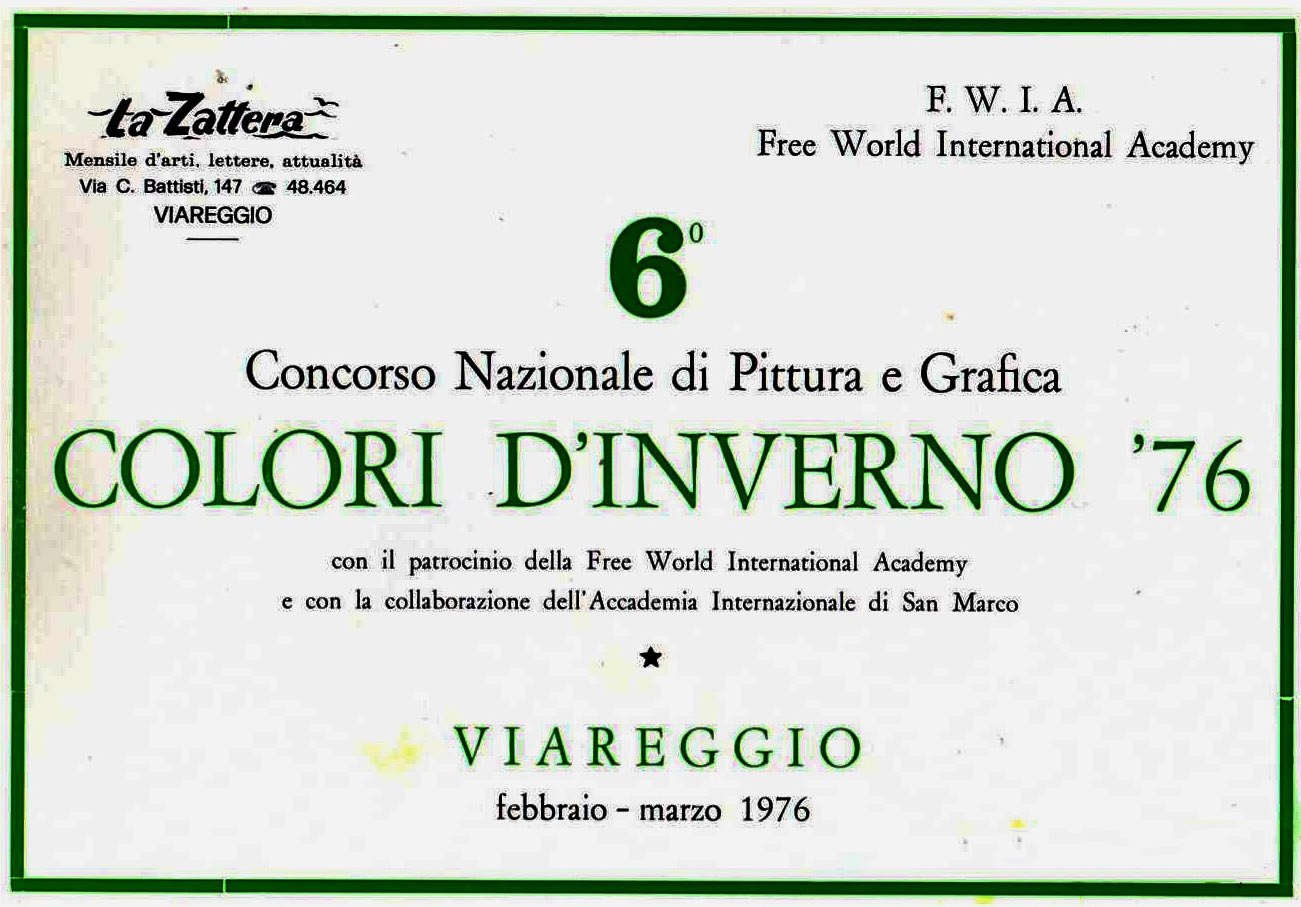 La Zattera
Mensile d'arti, lettere, attualità
Via C. Battisti, 147 ☎ 48.464
VIAREGGIO
F. W. I. A.
Free World International Academy
6º
Concorso Nazionale di Pittura e Grafica
COLORI D'INVERNO '76
con il patrocinio della Free World International Academy
e con la collaborazione dell'Accademia Internazionale di San Marco
★
VIAREGGIO
febbraio - marzo 1976